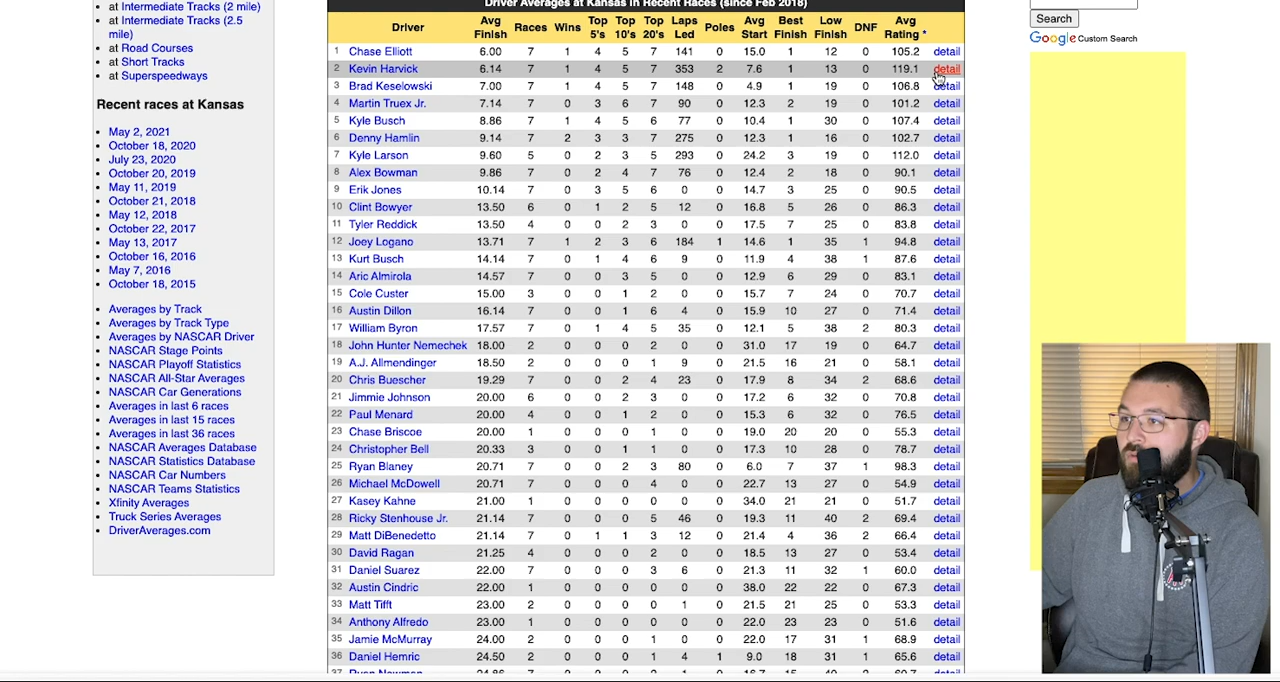 at Intermediate Tracks (2 mile)
at Intermediate Tracks (2.5
mile)
at Road Courses
at Short Tracks
at Superspeedways
Recent races at Kansas
May 2, 2021
October 18, 2020
July 23, 2020
October 20, 2019
May 11, 2019
October 21, 2018
May 12, 2018
October 22, 2017
May 13, 2017
October 16, 2016
May 7, 2016
October 18, 2015
Averages by Track
Averages by Track Type
Averages by NASCAR Driver
NASCAR Stage Points
NASCAR Playoff Statistics
NASCAR All-Star Averages
NASCAR Car Generations
Averages in last 6 races
Averages in last 15 races
Averages in last 36 races
NASCAR Averages Database
NASCAR Statistics Database
NASCAR Car Numbers
NASCAR Teams Statistics
Xfinity Averages
Truck Series Averages
DriverAverages.com
Driver Averages at Kansas in Recent Races (since Feb 2018)
Driver Avg Finish Races Wins Top 5's Top 10's Top 20's Laps Led Poles Avg Start Best Finish Low Finish DNF Avg Rating *
1 Chase Elliott 6.00 7 1 4 5 7 141 0 15.0 1 12 0 105.2 detail
2 Kevin Harvick 6.14 7 1 4 5 7 353 2 7.6 1 13 0 119.1 detail
3 Brad Keselowski 7.00 7 1 4 5 7 148 0 4.9 1 19 0 106.8 detail
4 Martin Truex Jr. 7.14 7 0 3 6 7 90 0 12.3 2 19 0 101.2 detail
5 Kyle Busch 8.86 7 1 4 5 6 77 0 10.4 1 30 0 107.4 detail
6 Denny Hamlin 9.14 7 2 3 3 7 275 0 12.3 1 16 0 102.7 detail
7 Kyle Larson 9.60 5 0 2 3 5 293 0 24.2 3 19 0 112.0 detail
8 Alex Bowman 9.86 7 0 2 4 7 76 0 12.4 2 18 0 90.1 detail
9 Erik Jones 10.14 7 0 3 5 6 0 0 14.7 3 25 0 90.5 detail
10 Clint Bowyer 13.50 6 0 1 2 5 12 0 16.8 5 26 0 86.3 detail
11 Tyler Reddick 13.50 4 0 0 2 3 0 0 17.5 7 25 0 83.8 detail
12 Joey Logano 13.71 7 1 2 3 6 184 1 14.6 1 35 1 94.8 detail
13 Kurt Busch 14.14 7 0 1 4 6 9 0 11.9 4 38 1 87.6 detail
14 Aric Almirola 14.57 7 0 0 3 5 0 0 12.9 6 29 0 83.1 detail
15 Cole Custer 15.00 3 0 0 1 2 0 0 15.7 7 24 0 70.7 detail
16 Austin Dillon 16.14 7 0 0 1 6 4 0 15.9 10 27 0 71.4 detail
17 William Byron 17.57 7 0 1 4 5 35 0 12.1 5 38 2 80.3 detail
18 John Hunter Nemechek 18.00 2 0 0 0 2 0 0 31.0 17 19 0 64.7 detail
19 A.J. Allmendinger 18.50 2 0 0 0 1 9 0 21.5 16 21 0 58.1 detail
20 Chris Buescher 19.29 7 0 0 2 4 23 0 17.9 8 34 2 68.6 detail
21 Jimmie Johnson 20.00 6 0 0 2 3 0 0 17.2 6 32 0 70.8 detail
22 Paul Menard 20.00 4 0 0 1 2 0 0 15.3 6 32 0 76.5 detail
23 Chase Briscoe 20.00 1 0 0 0 1 0 0 19.0 20 20 0 55.3 detail
24 Christopher Bell 20.33 3 0 0 1 1 0 0 17.3 10 28 0 78.7 detail
25 Ryan Blaney 20.71 7 0 0 2 3 80 0 6.0 7 37 1 98.3 detail
26 Michael McDowell 20.71 7 0 0 0 4 0 0 22.7 13 27 0 54.9 detail
27 Kasey Kahne 21.00 1 0 0 0 0 0 0 34.0 21 21 0 51.7 detail
28 Ricky Stenhouse Jr. 21.14 7 0 0 0 5 46 0 19.3 11 40 2 69.4 detail
29 Matt DiBenedetto 21.14 7 0 1 1 3 12 0 21.4 4 36 2 66.4 detail
30 David Ragan 21.25 4 0 0 0 2 0 0 18.5 13 27 0 53.4 detail
31 Daniel Suarez 22.00 7 0 0 0 3 6 0 21.3 11 32 1 60.0 detail
32 Austin Cindric 22.00 1 0 0 0 0 0 0 38.0 22 22 0 67.3 detail
33 Matt Tifft 23.00 2 0 0 0 0 1 0 21.5 21 25 0 53.3 detail
34 Anthony Alfredo 23.00 1 0 0 0 0 0 0 22.0 23 23 0 51.6 detail
35 Jamie McMurray 24.00 2 0 0 0 1 0 0 22.0 17 31 1 68.9 detail
36 Daniel Hemric 24.50 2 0 0 0 1 4 1 9.0 18 31 1 65.6 detail
Search
Google Custom Search